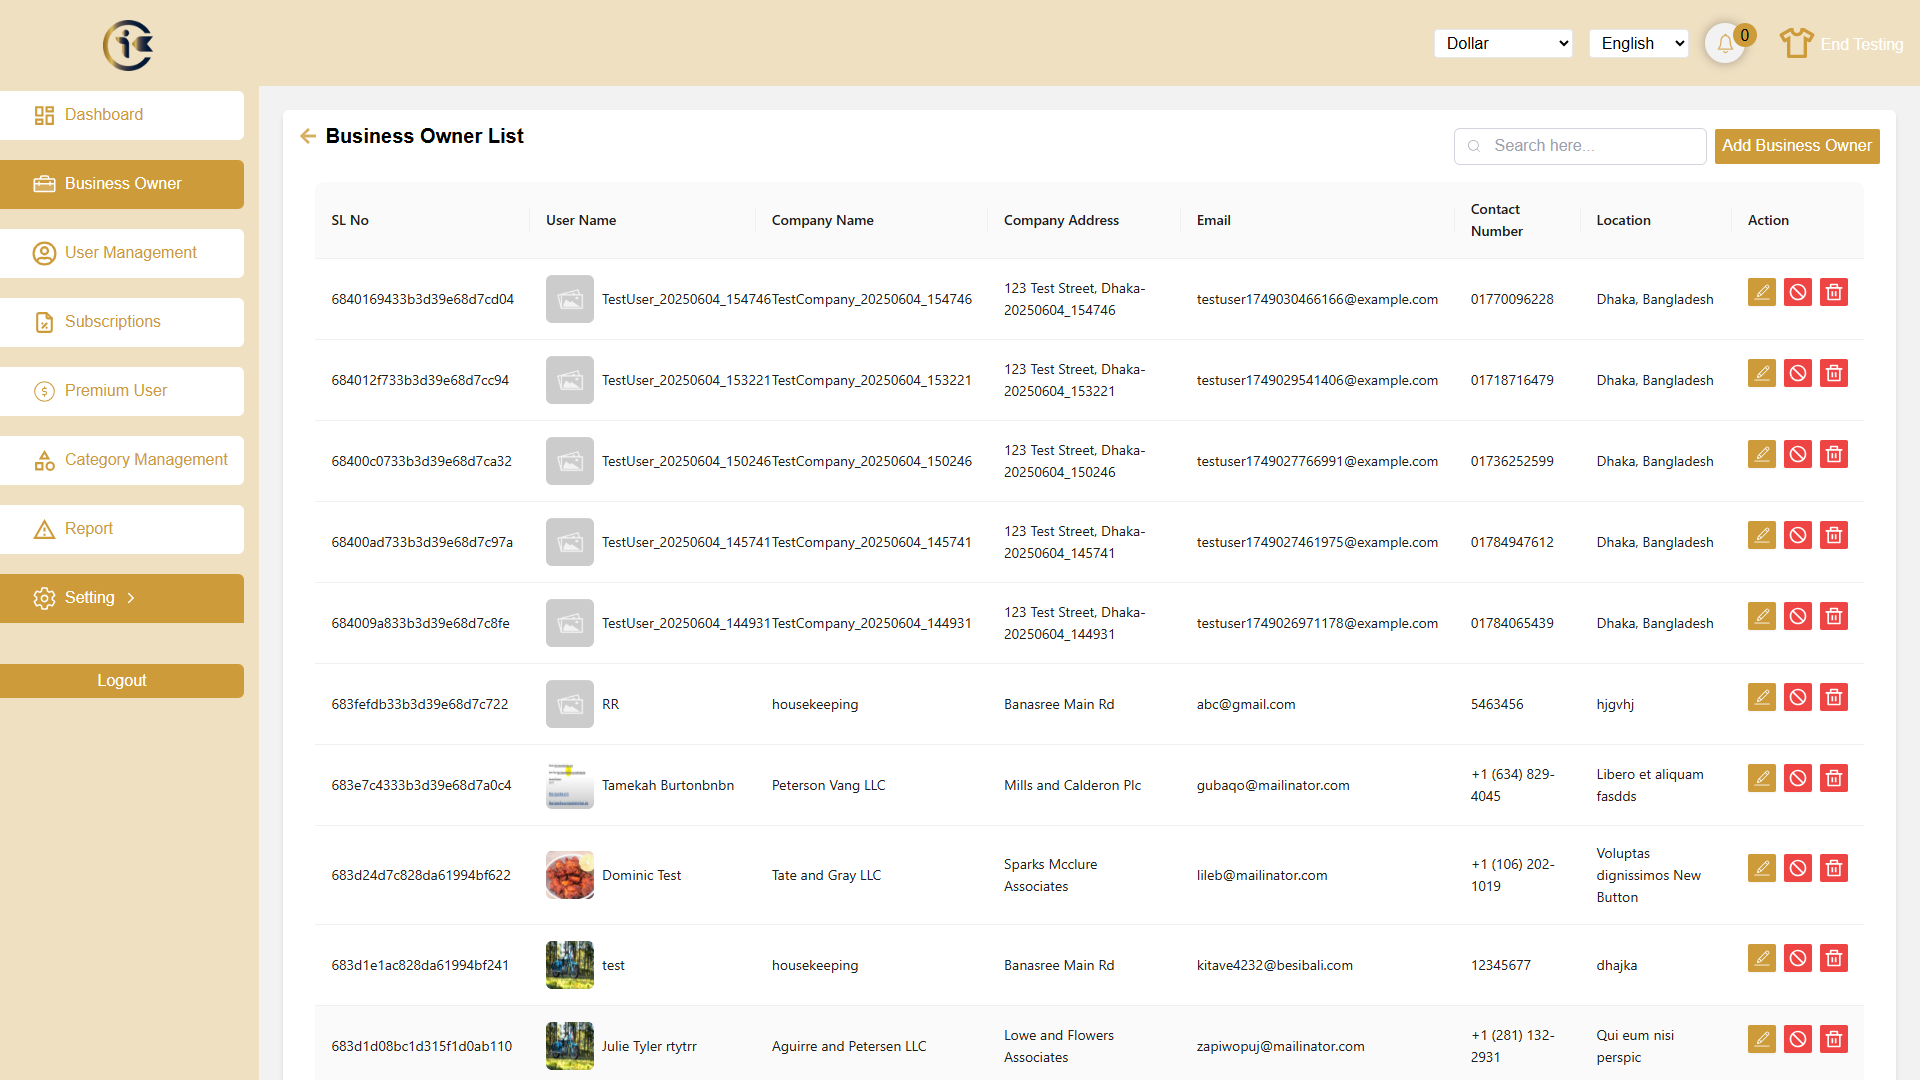 Dollar
English
0
End Testing
Dashboard
Business Owner
User Management
Subscriptions
Premium User
Category Management
Report
Setting
Logout
Business Owner List
Search here...
Add Business Owner
SL No
User Name
Company Name
Company Address
Email
Contact
Number
Location
Action
6840169433b3d39e68d7cd04
TestUser_20250604_154746
TestCompany_20250604_154746
123 Test Street, Dhaka-
20250604_154746
testuser1749030466166@example.com
01770096228
Dhaka, Bangladesh
684012f733b3d39e68d7cc94
TestUser_20250604_153221
TestCompany_20250604_153221
123 Test Street, Dhaka-
20250604_153221
testuser1749029541406@example.com
01718716479
Dhaka, Bangladesh
68400c0733b3d39e68d7ca32
TestUser_20250604_150246
TestCompany_20250604_150246
123 Test Street, Dhaka-
20250604_150246
testuser1749027766991@example.com
01736252599
Dhaka, Bangladesh
68400ad733b3d39e68d7c97a
TestUser_20250604_145741
TestCompany_20250604_145741
123 Test Street, Dhaka-
20250604_145741
testuser1749027461975@example.com
01784947612
Dhaka, Bangladesh
684009a833b3d39e68d7c8fe
TestUser_20250604_144931
TestCompany_20250604_144931
123 Test Street, Dhaka-
20250604_144931
testuser1749026971178@example.com
01784065439
Dhaka, Bangladesh
683fefdb33b3d39e68d7c722
RR
housekeeping
Banasree Main Rd
abc@gmail.com
5463456
hjgvhj
683e7c4333b3d39e68d7a0c4
Tamekah Burtonbnbn
Peterson Vang LLC
Mills and Calderon Plc
gubaqo@mailinator.com
+1 (634) 829-
4045
Libero et aliquam
fasdds
683d24d7c828da61994bf622
Dominic Test
Tate and Gray LLC
Sparks Mcclure
Associates
lileb@mailinator.com
+1 (106) 202-
1019
Voluptas
dignissimos New
Button
683d1e1ac828da61994bf241
test
housekeeping
Banasree Main Rd
kitave4232@besibali.com
12345677
dhajka
683d1d08bc1d315f1d0ab110
Julie Tyler rtytrr
Aguirre and Petersen LLC
Lowe and Flowers
Associates
zapiwopuj@mailinator.com
+1 (281) 132-
2931
Qui eum nisi
perspic